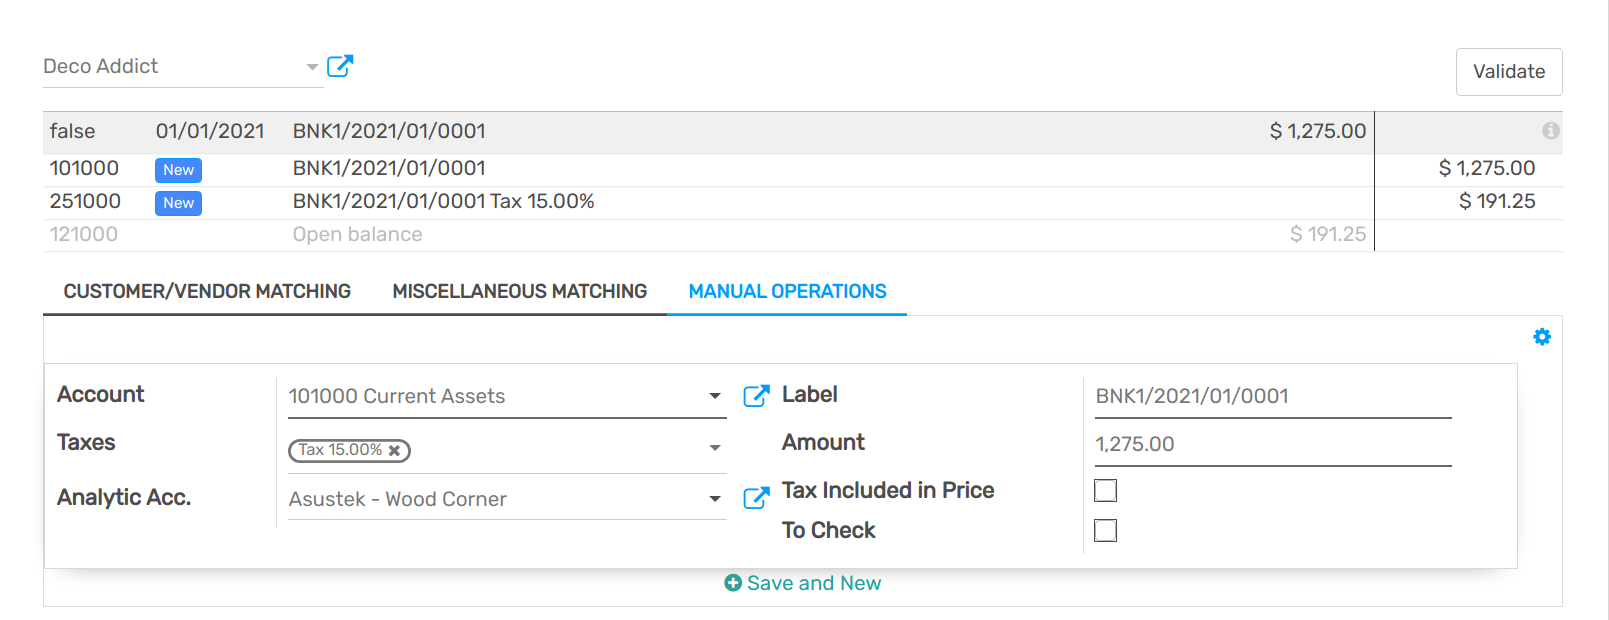 Deco Addict
Validate
false 01/01/2021 BNK1/2021/01/0001 $ 1,275.00
101000 New BNK1/2021/01/0001 $ 1,275.00
251000 New BNK1/2021/01/0001 Tax 15.00% $ 191.25
121000 Open balance $ 191.25
CUSTOMER/VENDOR MATCHING MISCELLANEOUS MATCHING MANUAL OPERATIONS
Account 101000 Current Assets Label BNK1/2021/01/0001
Taxes Tax 15.00% Amount 1,275.00
Analytic Acc. Asustek - Wood Corner Tax Included in Price
To Check
Save and New